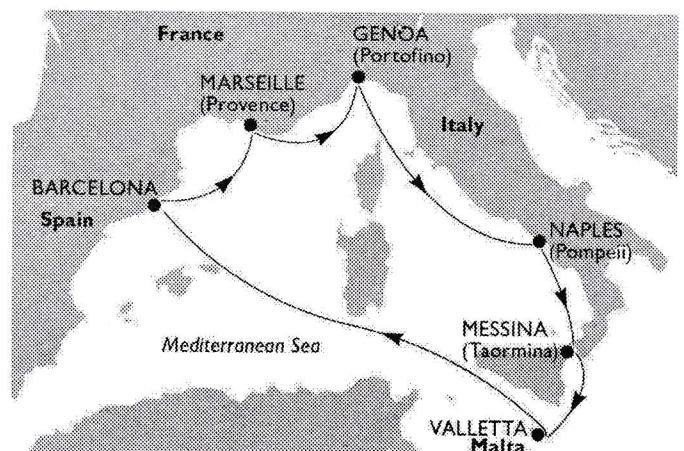 France
GENOA
(Portofino)
MARSEILLE
(Provence)
Italy
BARCELONA
Spain
NAPLES
(Pompeii)
MESSINA
(Taormina)
Mediterranean Sea
VALLETTA
Malta